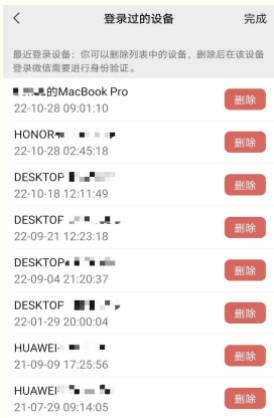 登录过的设备 完成
最近登录设备：你可以删除列表中的设备，删除后在该设备
登录微信需要进行身份验证。
的MacBook Pro
22-10-28 09:01:10
删除
HONOR
22-10-28 02:45:18
删除
DESKTOP
22-10-18 12:11:49
删除
DESKTOP
22-09-21 12:23:18
删除
DESKTOP
22-09-04 21:20:37
删除
DESKTOP
22-01-29 20:00:04
删除
HUAWEI-
21-09-09 17:25:56
删除
HUAWEI-
21-07-29 09:14:05
删除